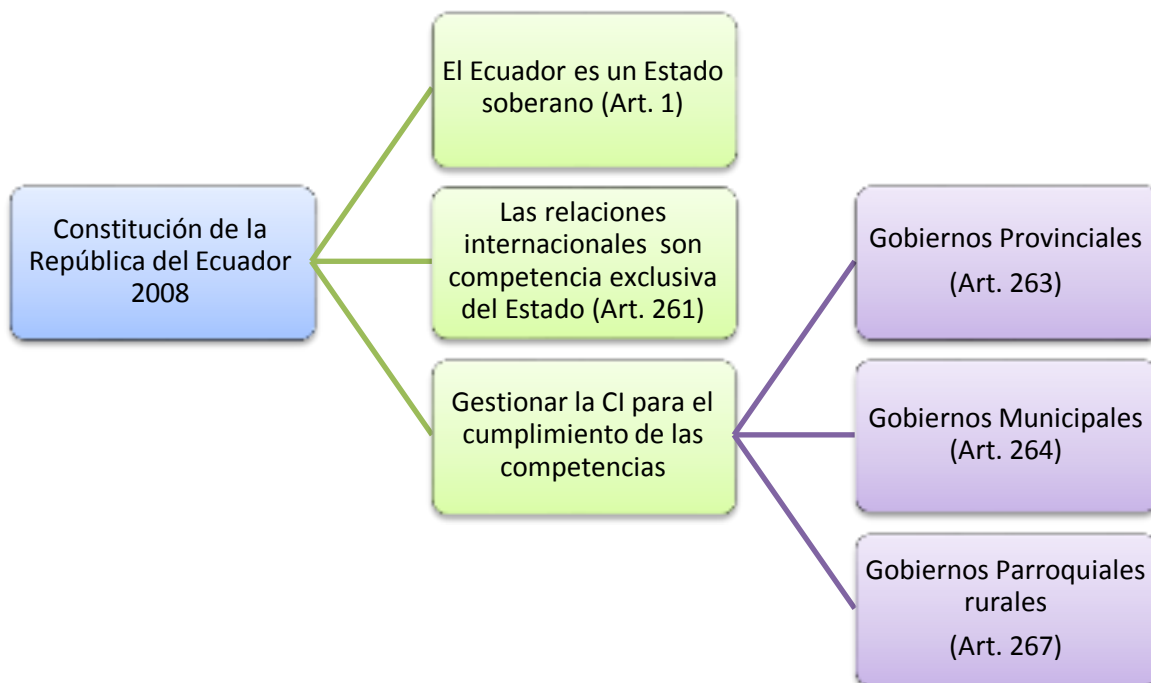 Constitución de la
República del Ecuador
2008
El Ecuador es un Estado
soberano (Art. 1)
Las relaciones
internacionales son
competencia exclusiva
del Estado (Art. 261)
Gestionar la CI para el
cumplimiento de las
competencias
Gobiernos Provinciales
(Art. 263)
Gobiernos Municipales
(Art. 264)
Gobiernos Parroquiales
rurales
(Art. 267)